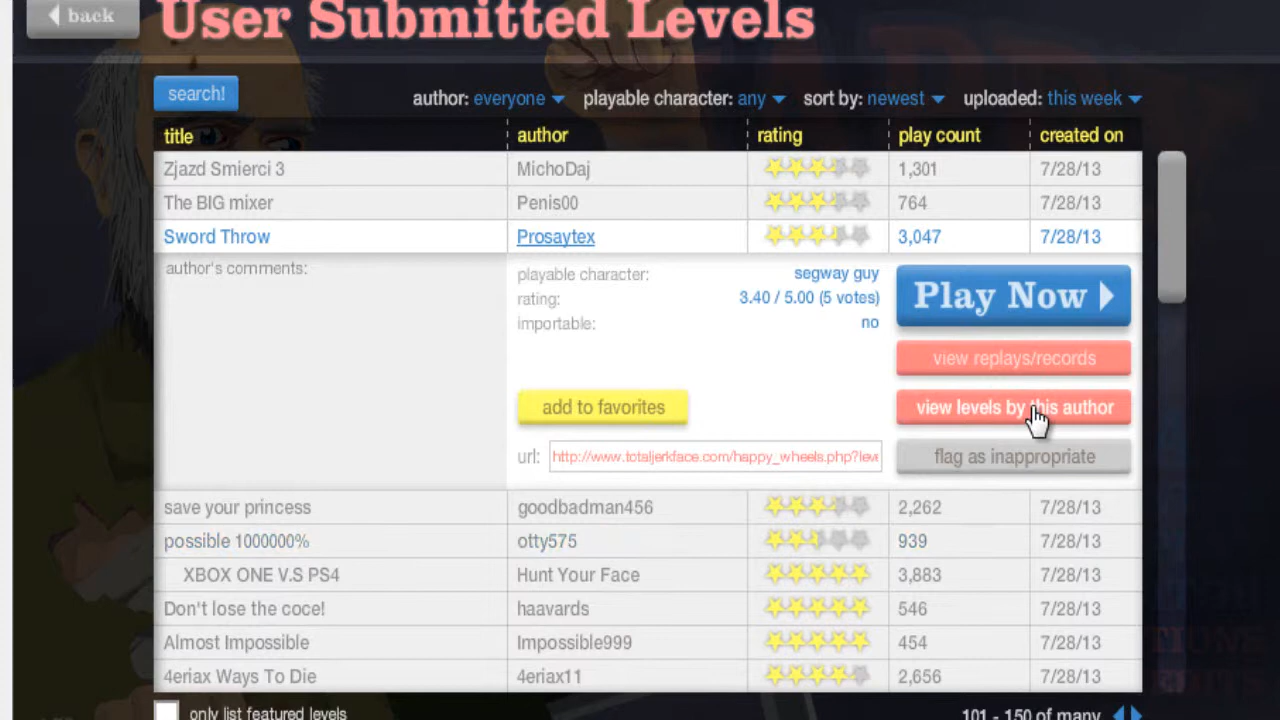 back
User Submitted Levels
search!
author: everyone playable character: any sort by: newest uploaded: this week
title author rating play count created on
Zjazd Smierci 3 MichoDaj 1,301 7/28/13
The BIG mixer Penis00 764 7/28/13
Sword Throw Prosaytex 3,047 7/28/13
author's comments:
playable character: segway guy
rating: 3.40 / 5.00 (5 votes)
importable: no
Play Now
view replays/records
add to favorites
view levels by this author
url: http://www.totaljerkface.com/happy_wheels.php?leve
flag as inappropriate
save your princess goodbadman456 2,262 7/28/13
possible 1000000% otty575 939 7/28/13
XBOX ONE V.S PS4 Hunt Your Face 3,883 7/28/13
Don't lose the coce! haavards 546 7/28/13
Almost Impossible Impossible999 454 7/28/13
4eriax Ways To Die 4eriax11 2,656 7/28/13
only list featured levels
101 - 150 of many